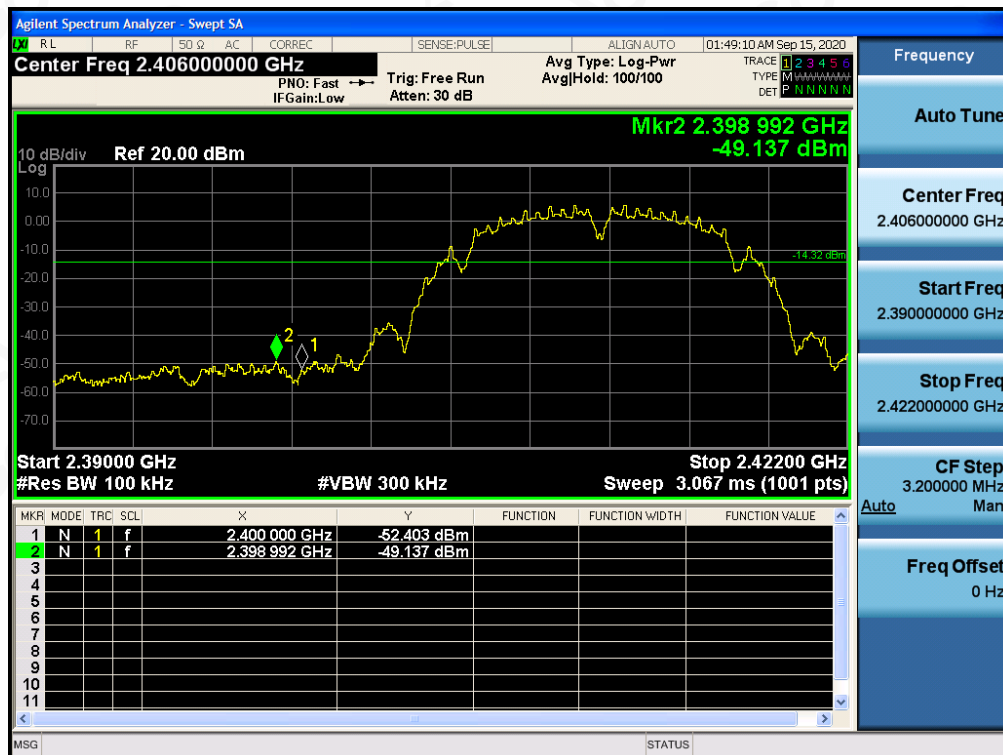 Agilent Spectrum Analyzer - Swept SA
LXI RL RF 50 Ω AC CORREC SENSE:PULSE ALIGNAUTO 01:49:10 AM Sep 15, 2020
Center Freq 2.406000000 GHz
PNO: Fast
IFGain:Low
Trig: Free Run
Atten: 30 dB
Avg Type: Log-Pwr
Avg|Hold: 100/100
TRACE 1 2 3 4 5 6
TYPE M
DET P N N N N N
Mkr2 2.398 992 GHz
-49.137 dBm
10 dB/div Ref 20.00 dBm
Log
10.0
0.00
-10.0
-14.32 dBm
-20.0
-30.0
-40.0
2
1
-50.0
-60.0
-70.0
Start 2.39000 GHz Stop 2.42200 GHz
#Res BW 100 kHz #VBW 300 kHz Sweep 3.067 ms (1001 pts)
MKR MODE TRC SCL X Y FUNCTION FUNCTION WIDTH FUNCTION VALUE
1 N 1 f 2.400 000 GHz -52.403 dBm
2 N 1 f 2.398 992 GHz -49.137 dBm
3
4
5
6
7
8
9
10
11
MSG STATUS
Frequency
Auto Tune
Center Freq
2.406000000 GHz
Start Freq
2.390000000 GHz
Stop Freq
2.422000000 GHz
CF Step
3.200000 MHz
Auto Man
Freq Offset
0 Hz